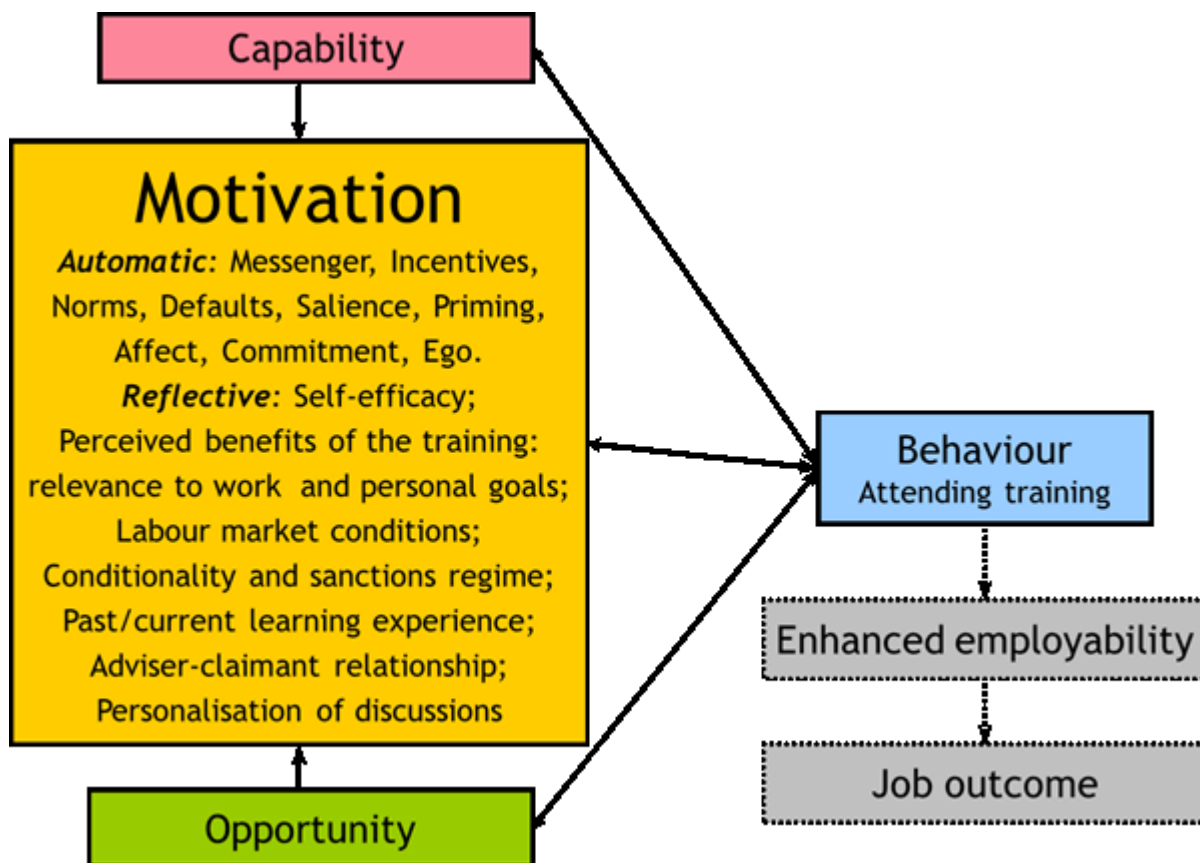 Capability
Motivation
Automatic: Messenger, Incentives,
Norms, Defaults, Salience, Priming,
Affect, Commitment, Ego.
Reflective: Self-efficacy;
Perceived benefits of the training:
relevance to work and personal goals;
Labour market conditions;
Conditionality and sanctions regime;
Past/current learning experience;
Adviser-claimant relationship;
Personalisation of discussions
Opportunity
Behaviour
Attending training
Enhanced employability
Job outcome